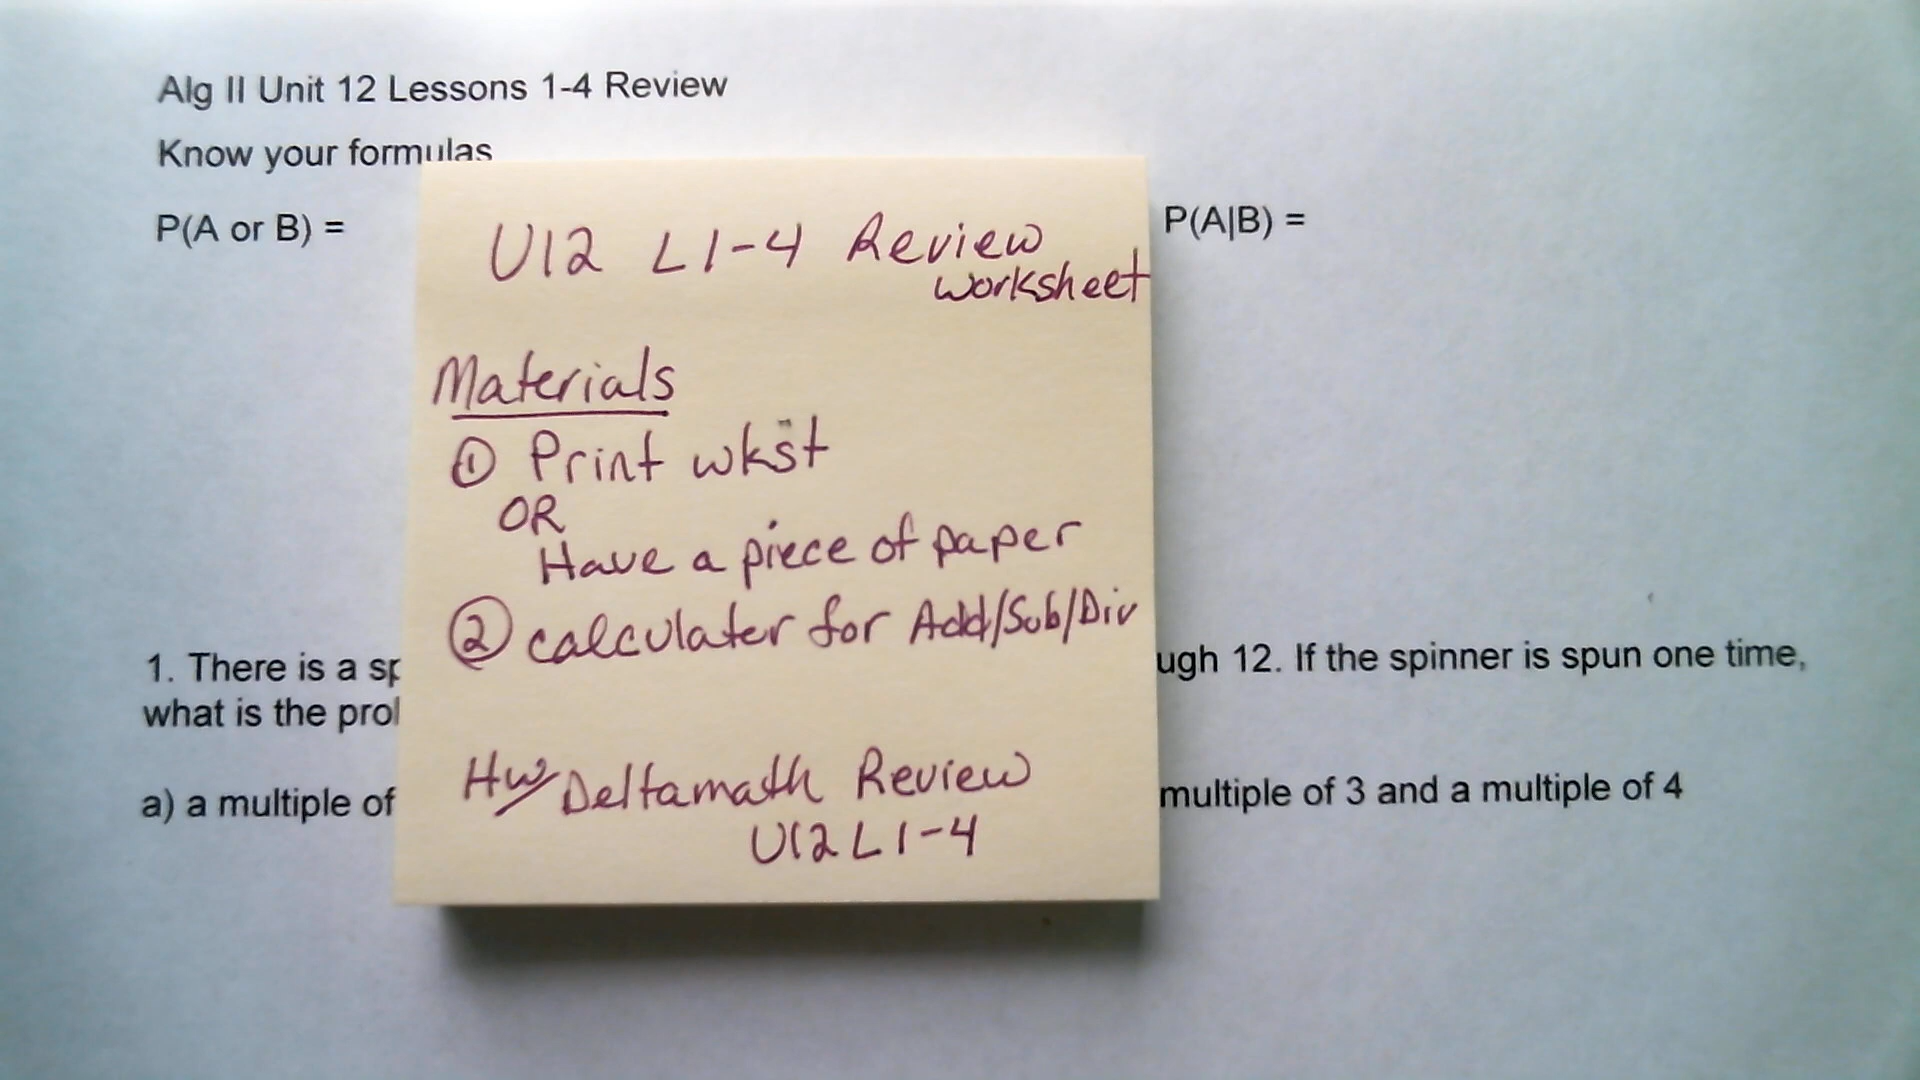 Alg II Unit 12 Lessons 1-4 Review
Know your formulas
P(A or B) =
P(A|B) =
U12 L1-4 Review
worksheet
Materials
① Print wkst
OR
Have a piece of paper
② calculater for Add/Sub/Div
Hw/ Deltamath Review
U12 L1-4
1. There is a sp
ugh 12. If the spinner is spun one time,
what is the prob
a) a multiple of
multiple of 3 and a multiple of 4